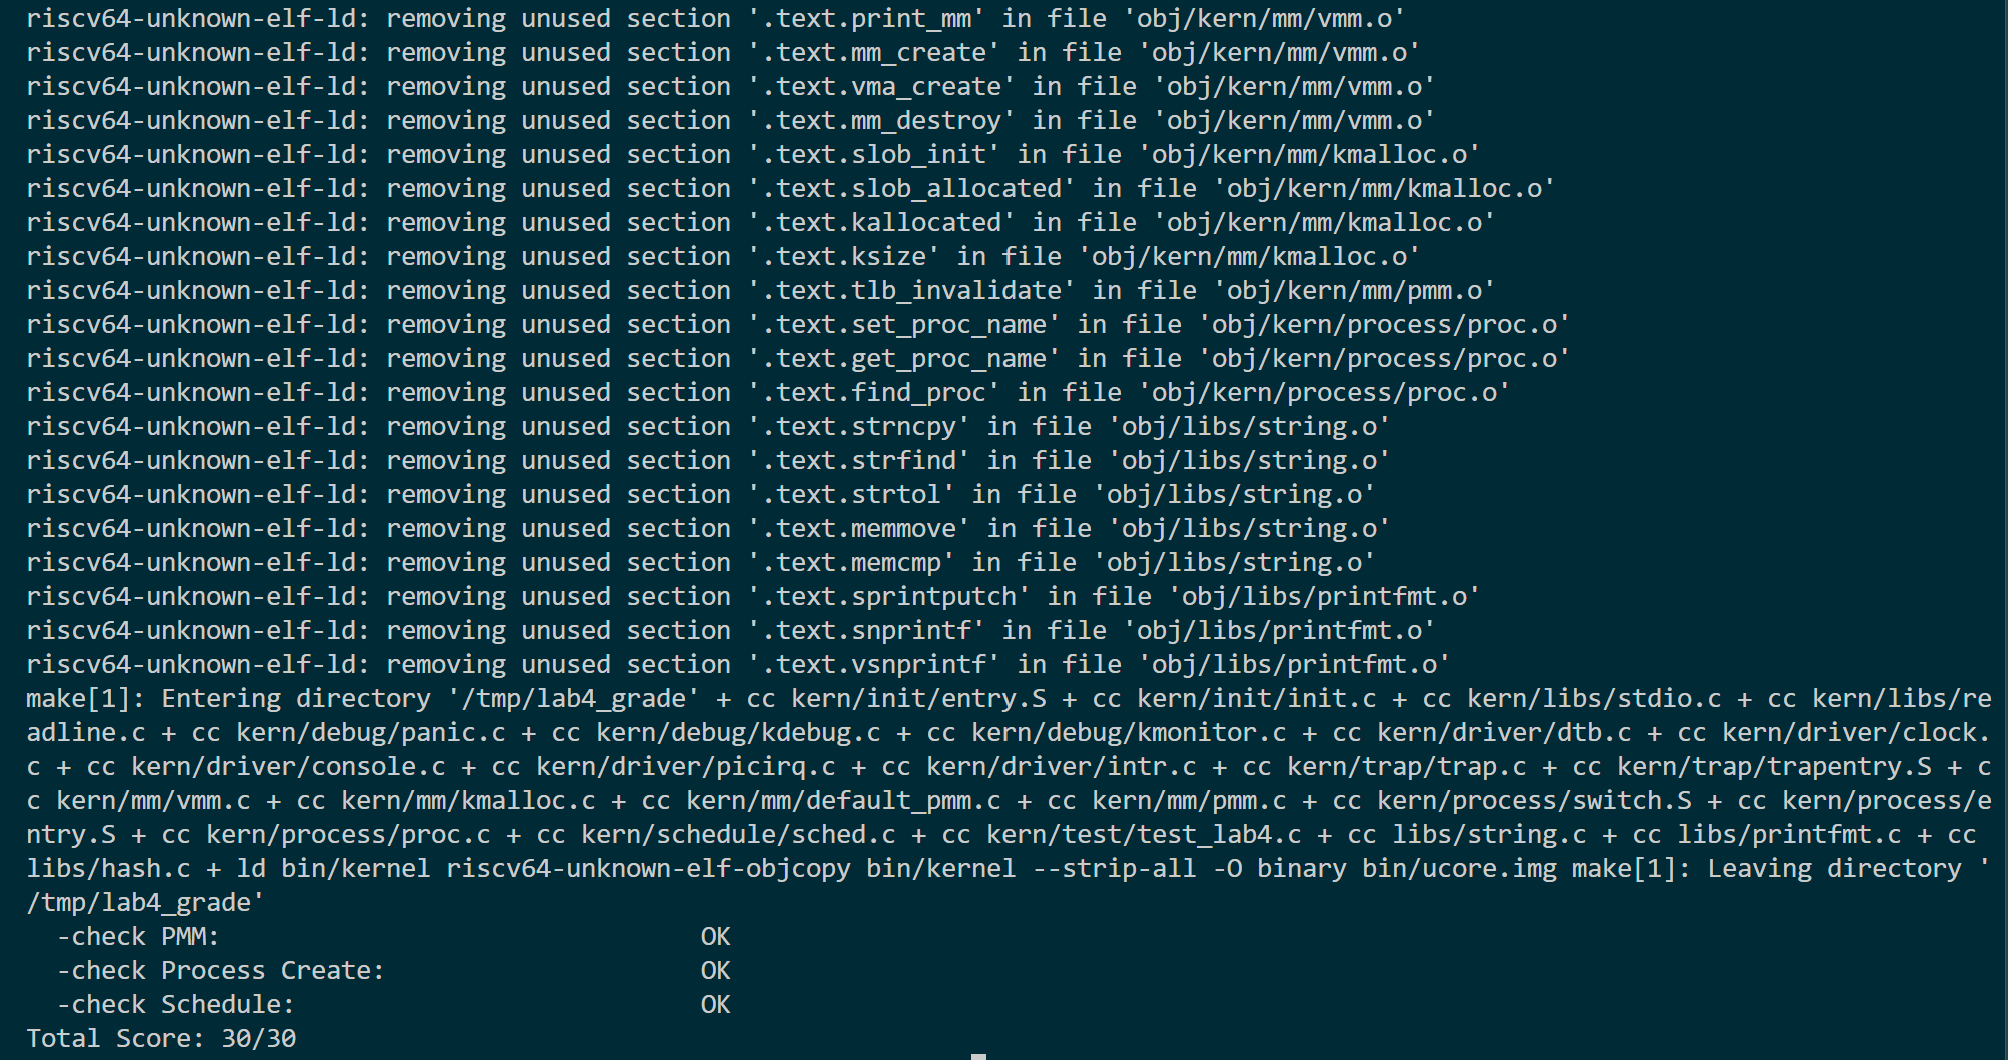 riscv64-unknown-elf-ld: removing unused section '.text.print_mm' in file 'obj/kern/mm/vmm.o'
riscv64-unknown-elf-ld: removing unused section '.text.mm_create' in file 'obj/kern/mm/vmm.o'
riscv64-unknown-elf-ld: removing unused section '.text.vma_create' in file 'obj/kern/mm/vmm.o'
riscv64-unknown-elf-ld: removing unused section '.text.mm_destroy' in file 'obj/kern/mm/vmm.o'
riscv64-unknown-elf-ld: removing unused section '.text.slob_init' in file 'obj/kern/mm/kmalloc.o'
riscv64-unknown-elf-ld: removing unused section '.text.slob_allocated' in file 'obj/kern/mm/kmalloc.o'
riscv64-unknown-elf-ld: removing unused section '.text.kallocated' in file 'obj/kern/mm/kmalloc.o'
riscv64-unknown-elf-ld: removing unused section '.text.ksize' in file 'obj/kern/mm/kmalloc.o'
riscv64-unknown-elf-ld: removing unused section '.text.tlb_invalidate' in file 'obj/kern/mm/pmm.o'
riscv64-unknown-elf-ld: removing unused section '.text.set_proc_name' in file 'obj/kern/process/proc.o'
riscv64-unknown-elf-ld: removing unused section '.text.get_proc_name' in file 'obj/kern/process/proc.o'
riscv64-unknown-elf-ld: removing unused section '.text.find_proc' in file 'obj/kern/process/proc.o'
riscv64-unknown-elf-ld: removing unused section '.text.strncpy' in file 'obj/libs/string.o'
riscv64-unknown-elf-ld: removing unused section '.text.strfind' in file 'obj/libs/string.o'
riscv64-unknown-elf-ld: removing unused section '.text.strtol' in file 'obj/libs/string.o'
riscv64-unknown-elf-ld: removing unused section '.text.memmove' in file 'obj/libs/string.o'
riscv64-unknown-elf-ld: removing unused section '.text.memcmp' in file 'obj/libs/string.o'
riscv64-unknown-elf-ld: removing unused section '.text.sprintputch' in file 'obj/libs/printfmt.o'
riscv64-unknown-elf-ld: removing unused section '.text.snprintf' in file 'obj/libs/printfmt.o'
riscv64-unknown-elf-ld: removing unused section '.text.vsnprintf' in file 'obj/libs/printfmt.o'
make[1]: Entering directory '/tmp/lab4_grade' + cc kern/init/entry.S + cc kern/init/init.c + cc kern/libs/stdio.c + cc kern/libs/re
adline.c + cc kern/debug/panic.c + cc kern/debug/kdebug.c + cc kern/debug/kmonitor.c + cc kern/driver/dtb.c + cc kern/driver/clock.
c + cc kern/driver/console.c + cc kern/driver/picirq.c + cc kern/driver/intr.c + cc kern/trap/trap.c + cc kern/trap/trapentry.S + c
c kern/mm/vmm.c + cc kern/mm/kmalloc.c + cc kern/mm/default_pmm.c + cc kern/mm/pmm.c + cc kern/process/switch.S + cc kern/process/e
ntry.S + cc kern/process/proc.c + cc kern/schedule/sched.c + cc kern/test/test_lab4.c + cc libs/string.c + cc libs/printfmt.c + cc
libs/hash.c + ld bin/kernel riscv64-unknown-elf-objcopy bin/kernel --strip-all -O binary bin/ucore.img make[1]: Leaving directory '
/tmp/lab4_grade'
  -check PMM:                                OK
  -check Process Create:                     OK
  -check Schedule:                           OK
Total Score: 30/30